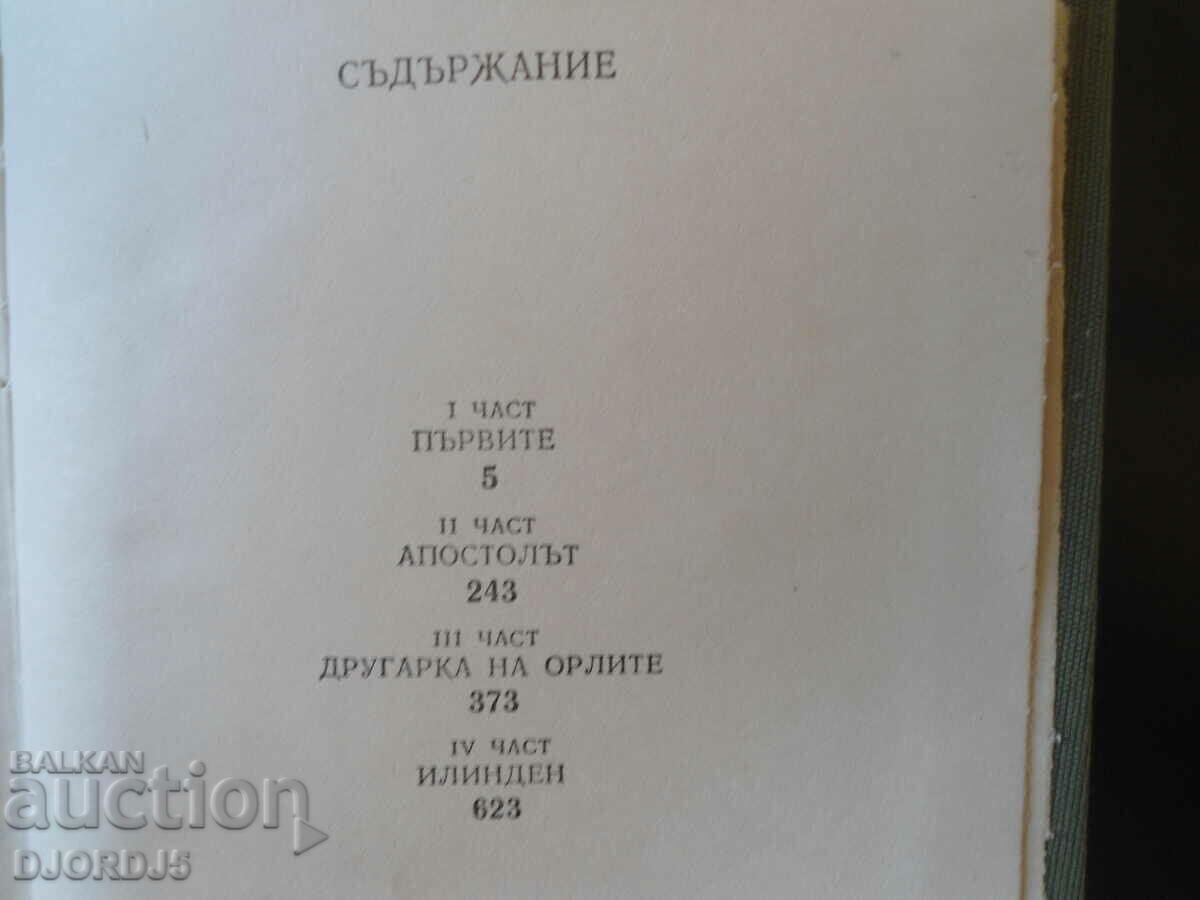 СЪДЪРЖАНИЕ
I ЧАСТ
ПЪРВИТЕ
5
II ЧАСТ
АПОСТОЛЪТ
243
III ЧАСТ
ДРУГАРКА НА ОРЛИТЕ
373
IV ЧАСТ
ИЛИНДЕН
623
BALKAN
auction
DJORDJ5